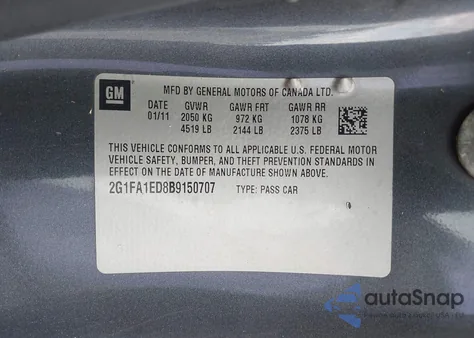 GM
MFD BY GENERAL MOTORS OF CANADA LTD.
DATE GVWR GAWR FRT GAWR RR
01/11 2050 KG 972 KG 1078 KG
4519 LB 2144 LB 2375 LB
THIS VEHICLE CONFORMS TO ALL APPLICABLE U.S. FEDERAL MOTOR
VEHICLE SAFETY, BUMPER, AND THEFT PREVENTION STANDARDS IN
EFFECT ON THE DATE OF MANUFACTURE SHOWN ABOVE.
2G1FA1ED8B9150707 TYPE: PASS CAR
autoSnap